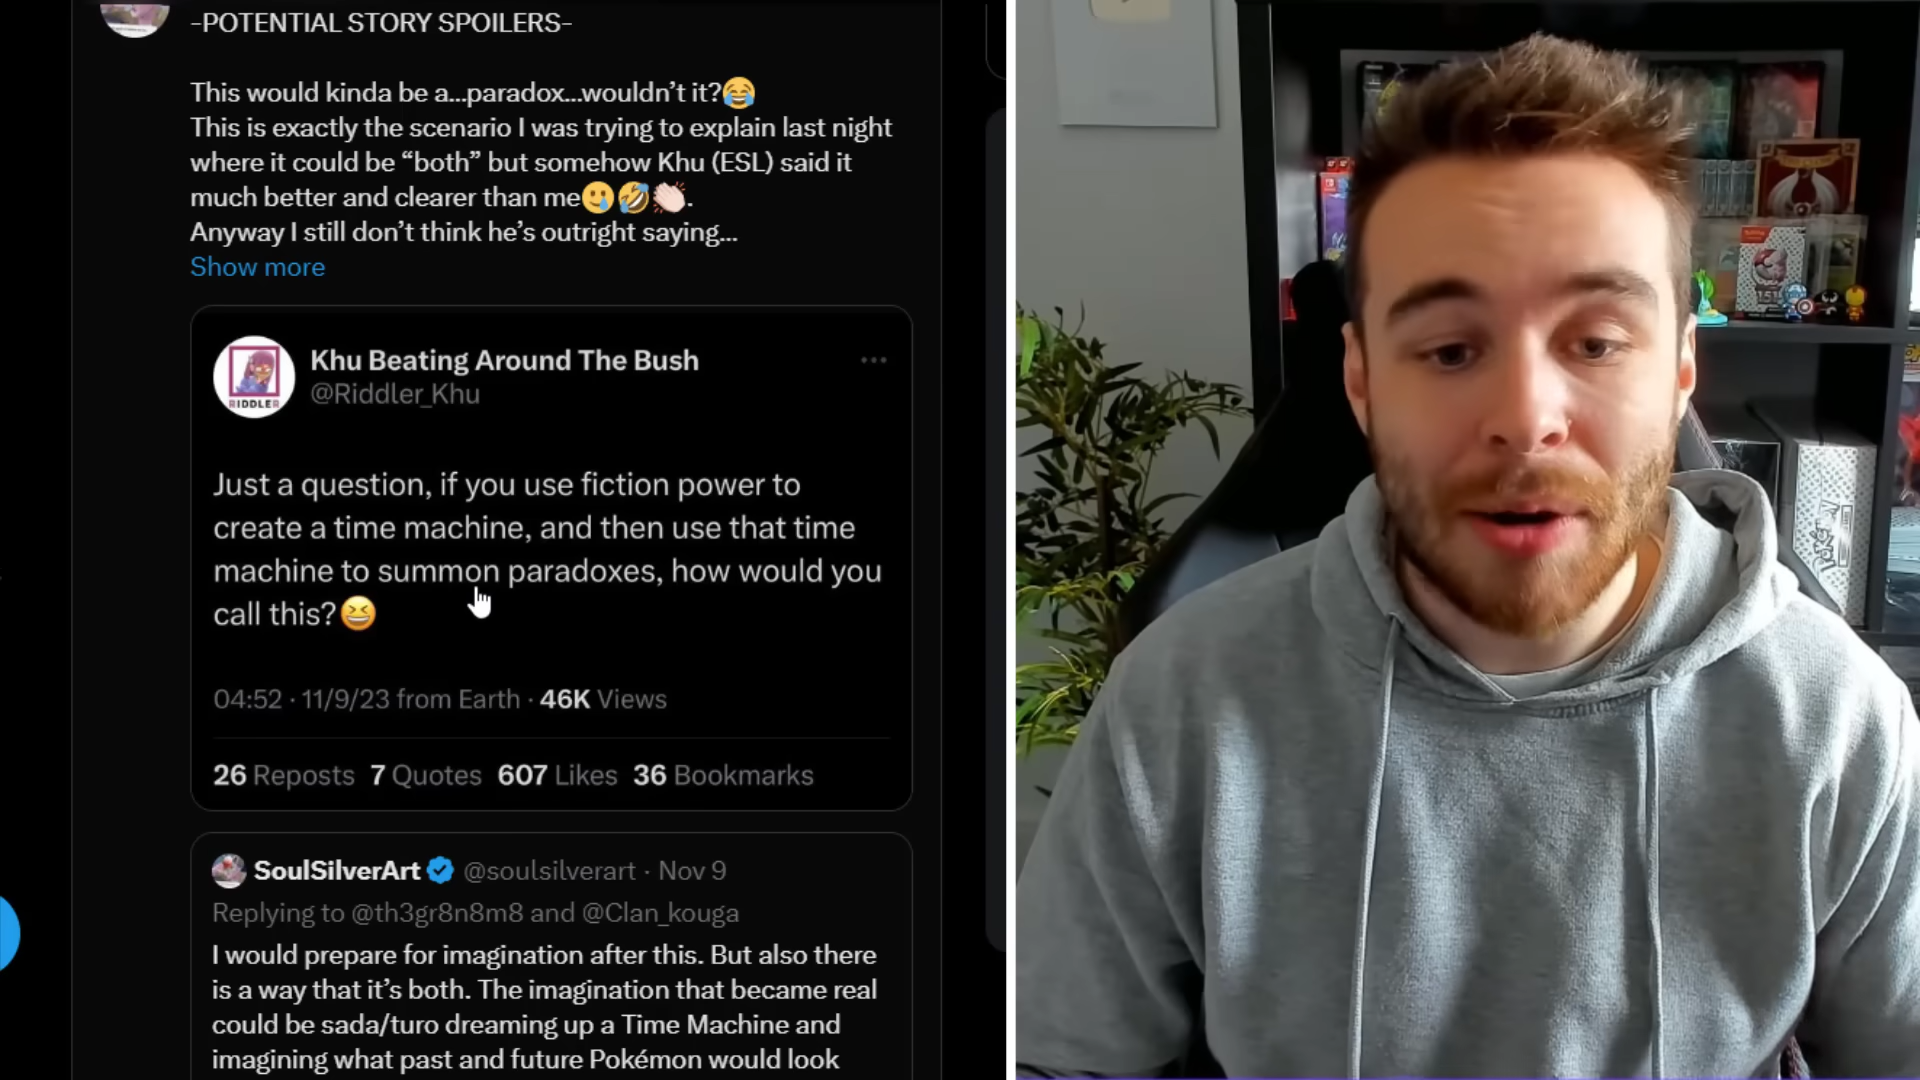 -POTENTIAL STORY SPOILERS-
This would kinda be a...paradox...wouldn't it?😂
This is exactly the scenario I was trying to explain last night
where it could be “both” but somehow Khu (ESL) said it
much better and clearer than me🥲🤣👏🏻.
Anyway I still don't think he's outright saying...
Show more
Khu Beating Around The Bush
@Riddler_Khu
RIDDLER
Just a question, if you use fiction power to
create a time machine, and then use that time
machine to summon paradoxes, how would you
call this?😆
04:52 · 11/9/23 from Earth · 46K Views
26 Reposts 7 Quotes 607 Likes 36 Bookmarks
SoulSilverArt @soulsilverart · Nov 9
Replying to @th3gr8n8m8 and @Clan_kouga
I would prepare for imagination after this. But also there
is a way that it's both. The imagination that became real
could be sada/turo dreaming up a Time Machine and
imagining what past and future Pokémon would look
151
POKéMON